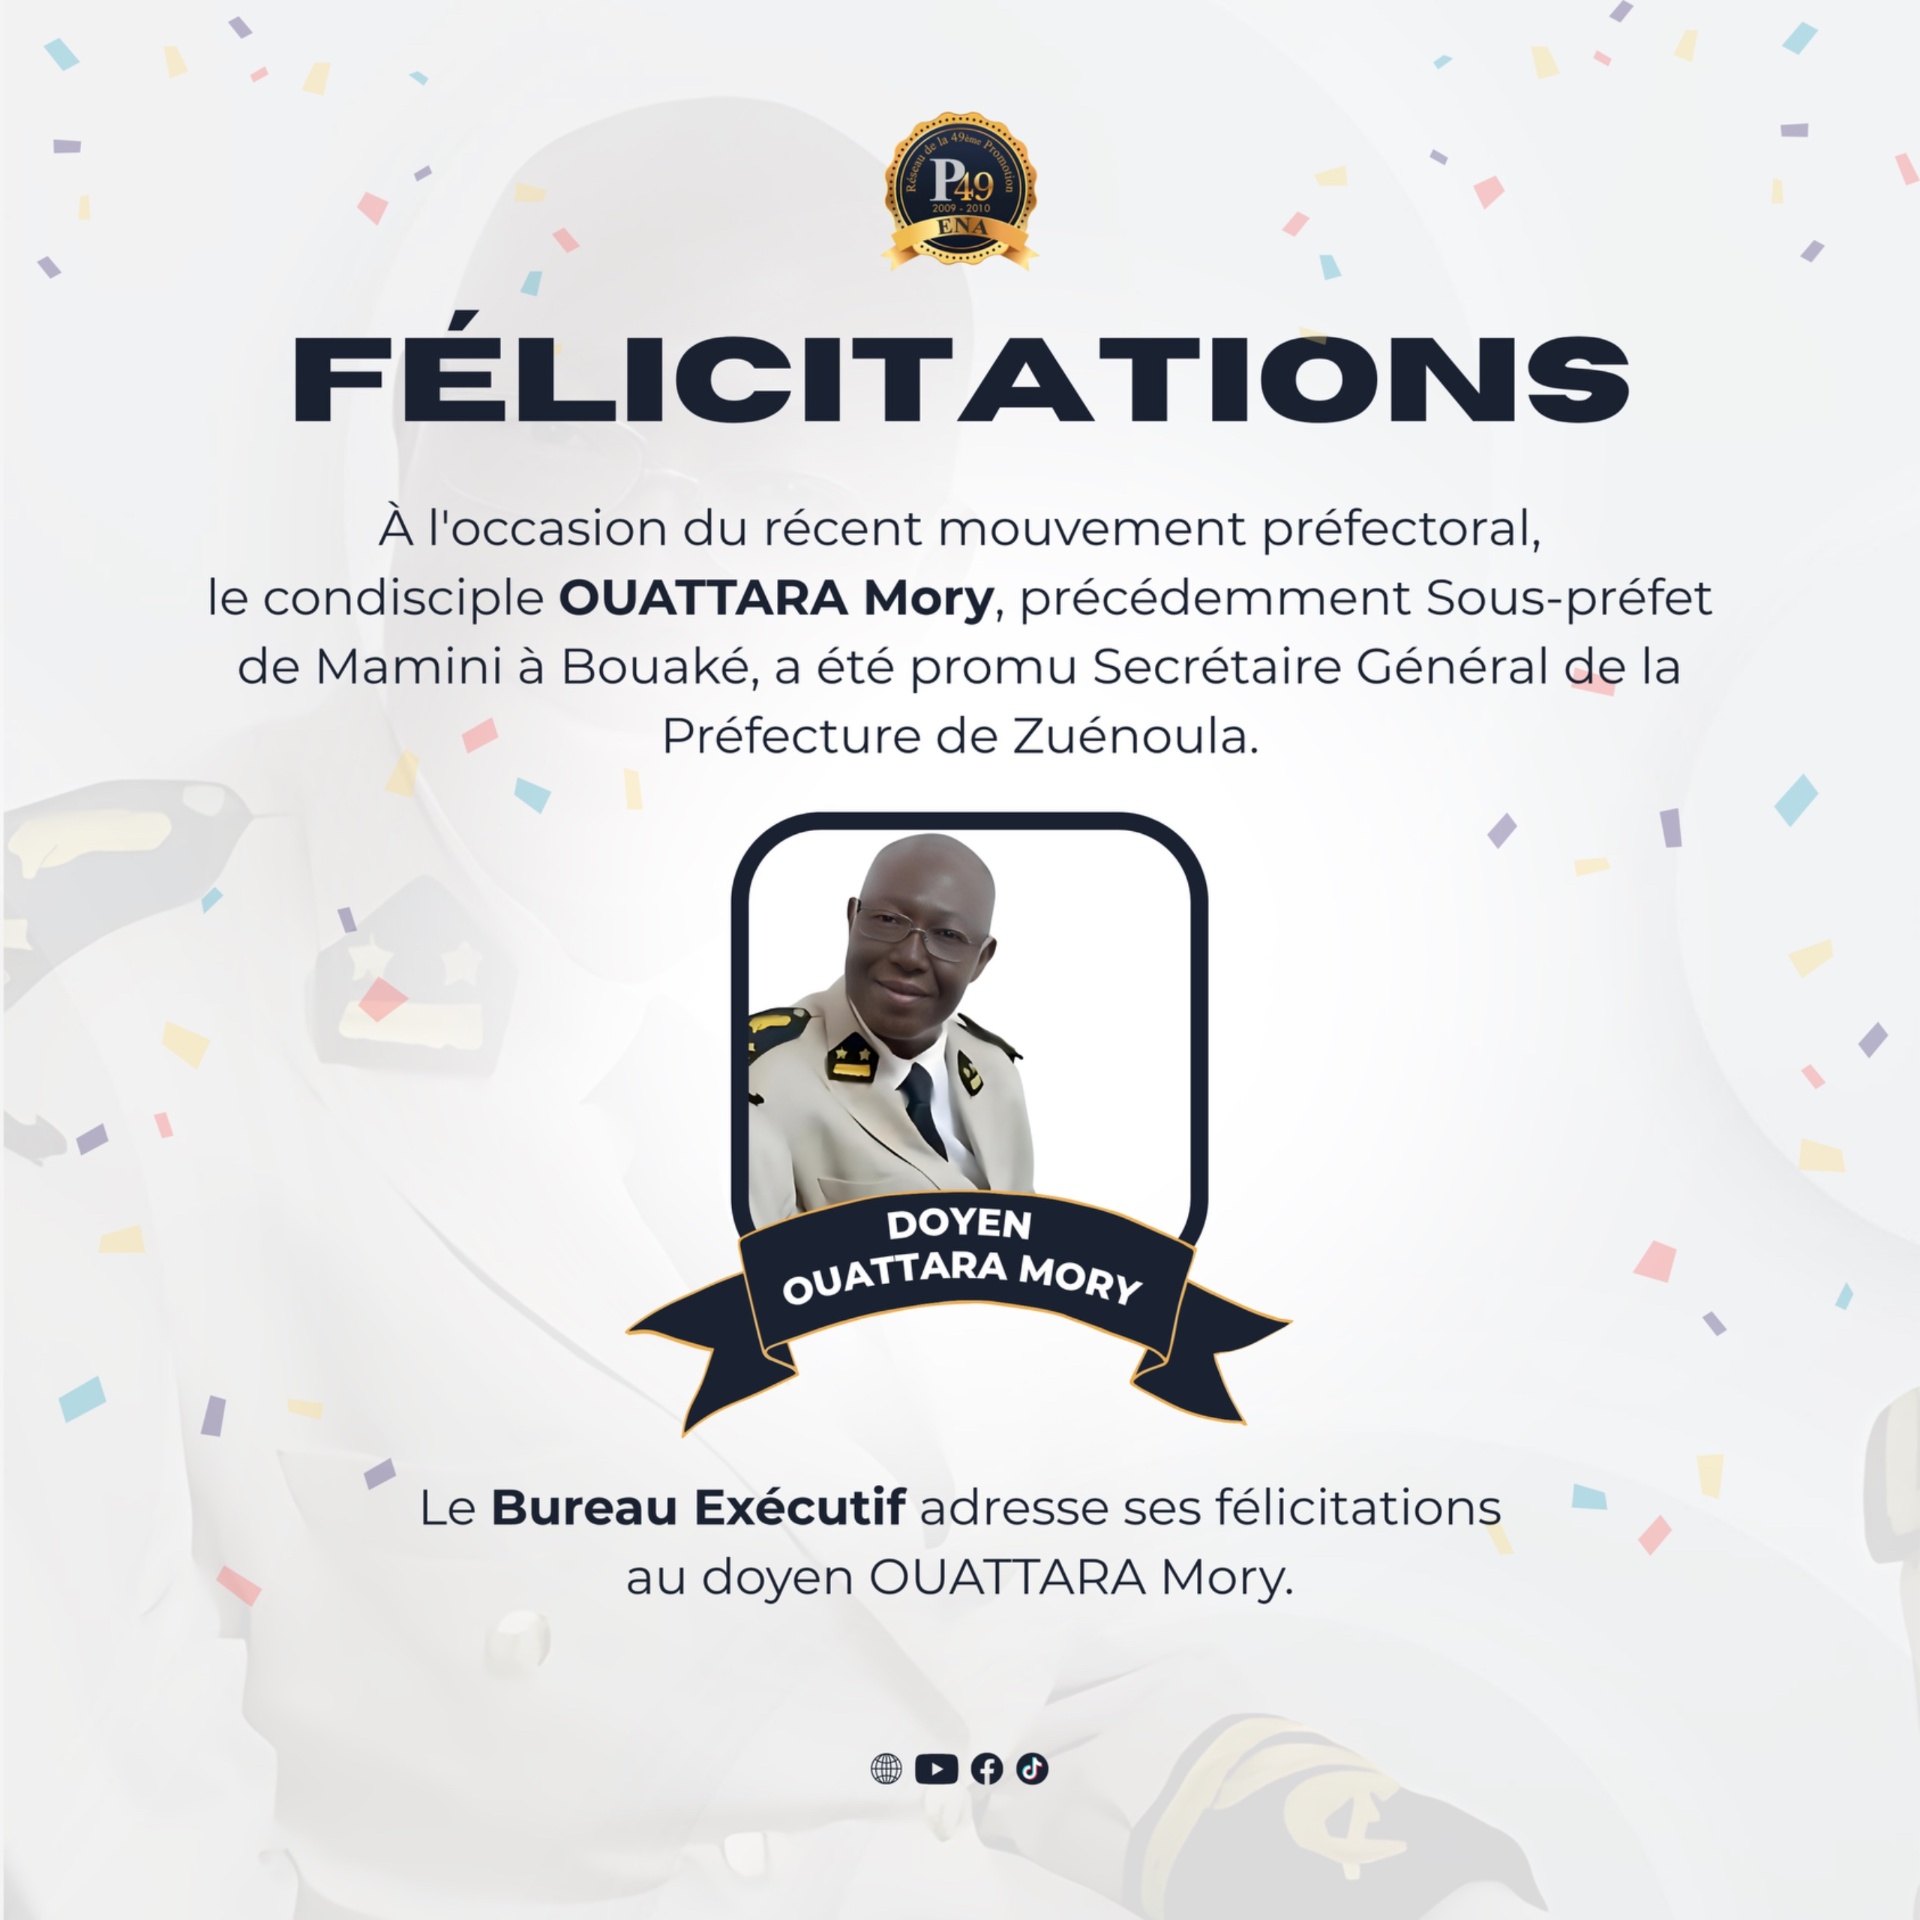 Réseau de la 49ème Promotion
P49
2009 - 2010
ENA
FÉLICITATIONS
À l'occasion du récent mouvement préfectoral,
le condisciple OUATTARA Mory, précédemment Sous-préfet
de Mamini à Bouaké, a été promu Secrétaire Général de la
Préfecture de Zuénoula.
DOYEN
OUATTARA MORY
Le Bureau Exécutif adresse ses félicitations
au doyen OUATTARA Mory.